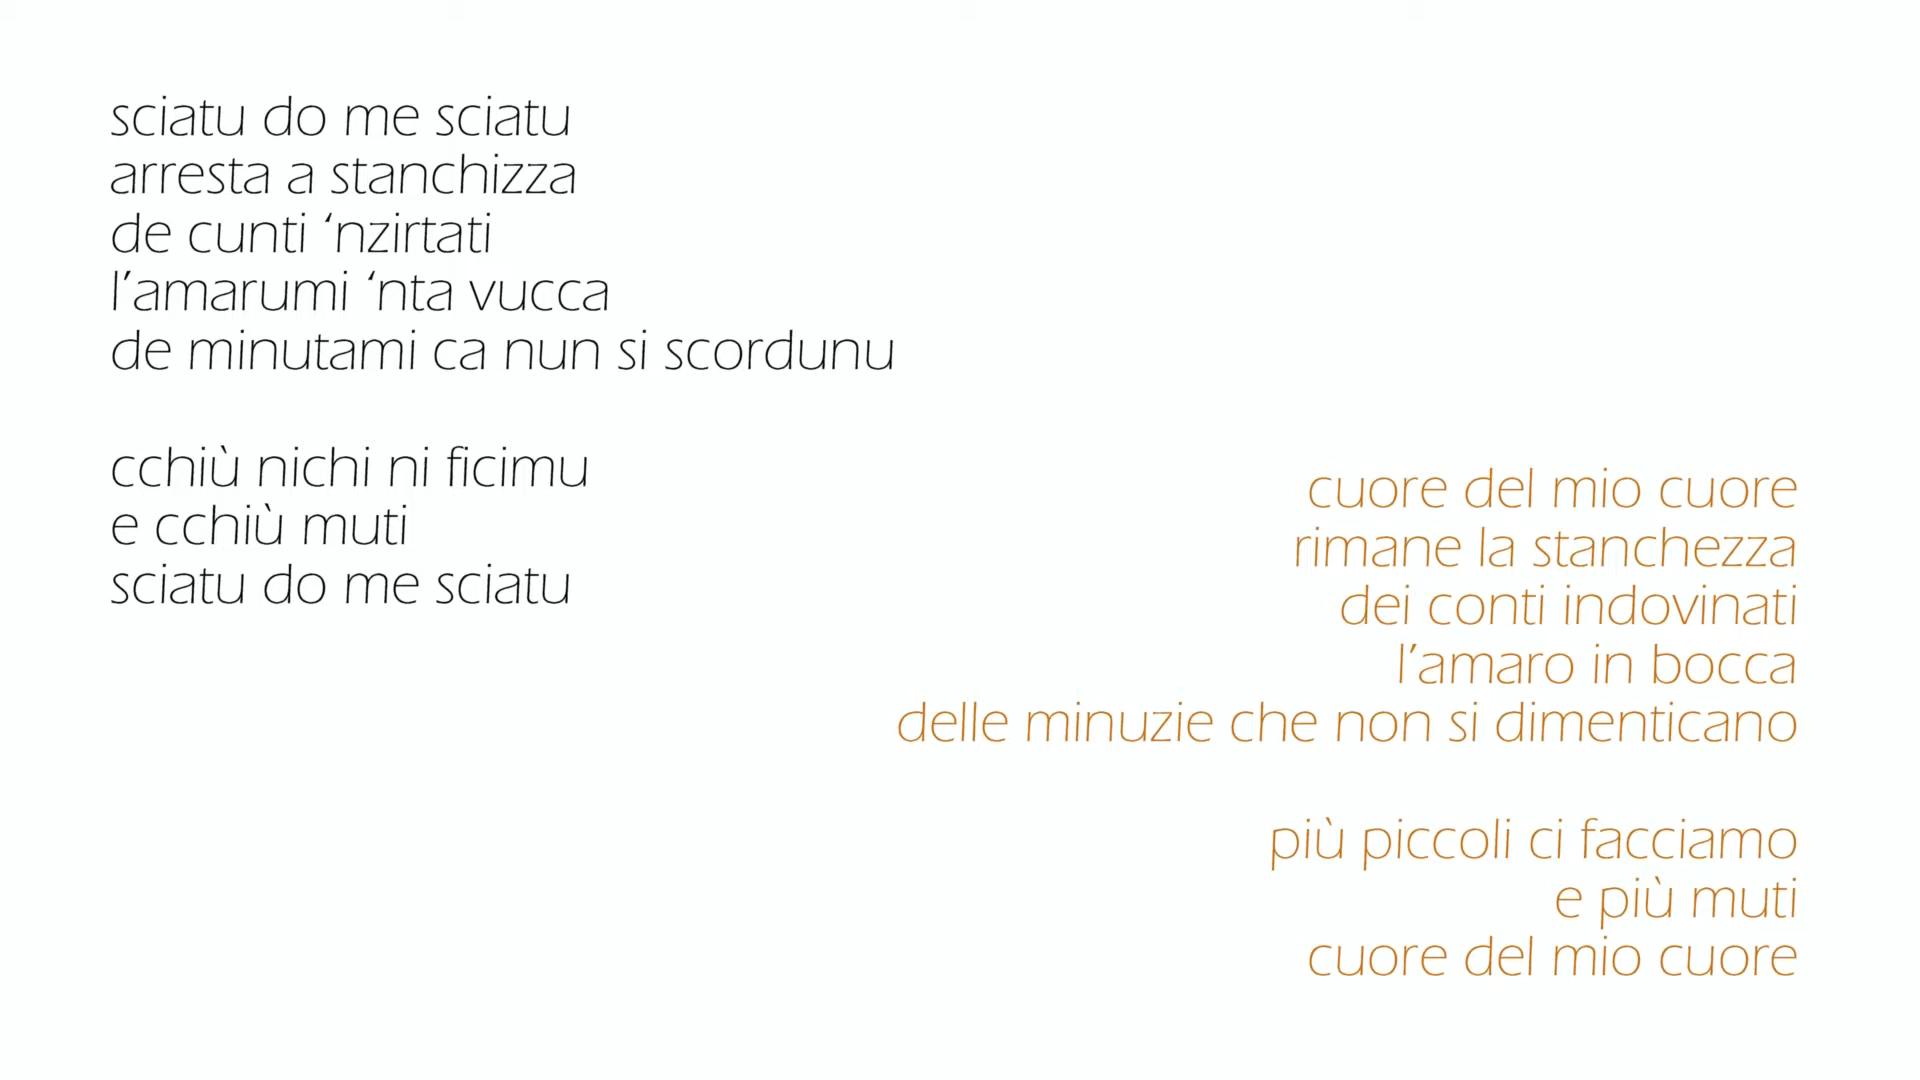 sciatu do me sciatu
arresta a stanchizza
de cunti ‘nzirtati
l’amarumi ‘nta vucca
de minutami ca nun si scordunu
cchiù nichi ni ficimu
e cchiù muti
sciatu do me sciatu
cuore del mio cuore
rimane la stanchezza
dei conti indovinati
l’amaro in bocca
delle minuzie che non si dimenticano
più piccoli ci facciamo
e più muti
cuore del mio cuore